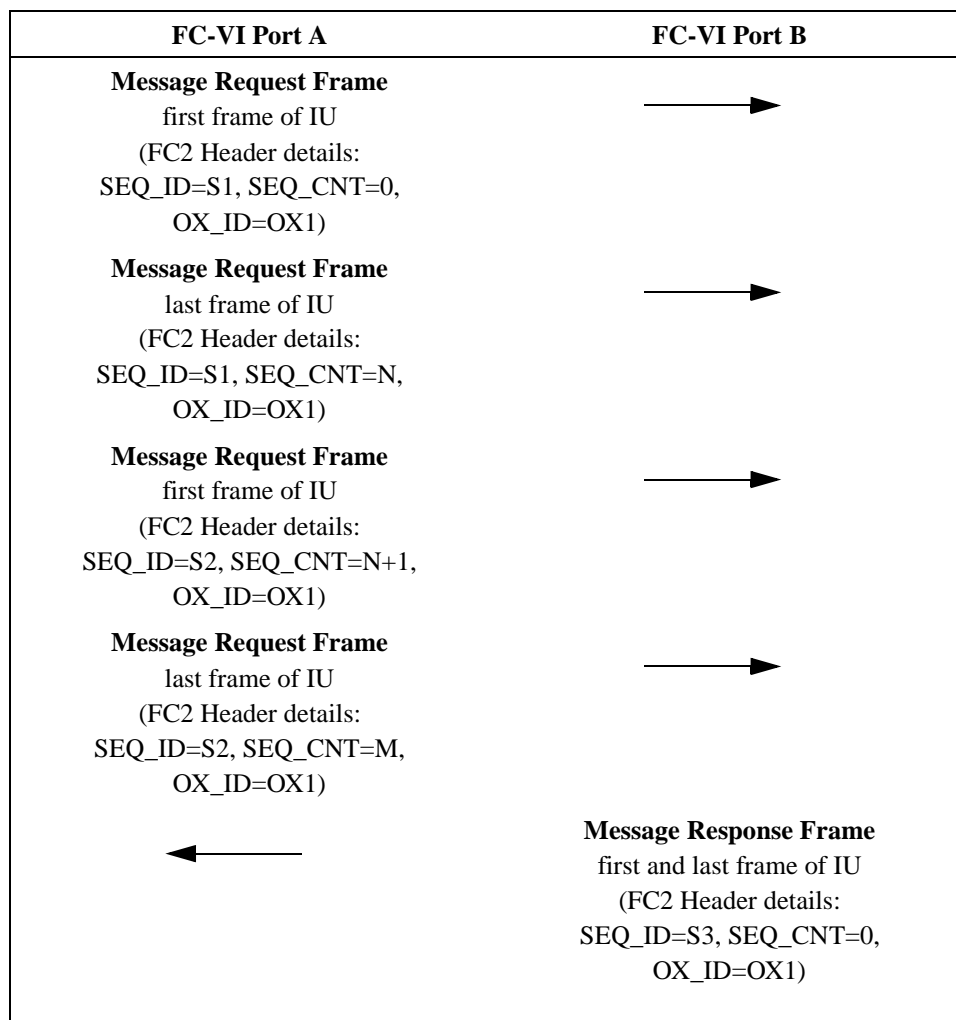 FC-VI Port A FC-VI Port B
Message Request Frame
first frame of IU
(FC2 Header details:
SEQ_ID=S1, SEQ_CNT=0,
OX_ID=OX1)
Message Request Frame
last frame of IU
(FC2 Header details:
SEQ_ID=S1, SEQ_CNT=N,
OX_ID=OX1)
Message Request Frame
first frame of IU
(FC2 Header details:
SEQ_ID=S2, SEQ_CNT=N+1,
OX_ID=OX1)
Message Request Frame
last frame of IU
(FC2 Header details:
SEQ_ID=S2, SEQ_CNT=M,
OX_ID=OX1)
Message Response Frame
first and last frame of IU
(FC2 Header details:
SEQ_ID=S3, SEQ_CNT=0,
OX_ID=OX1)